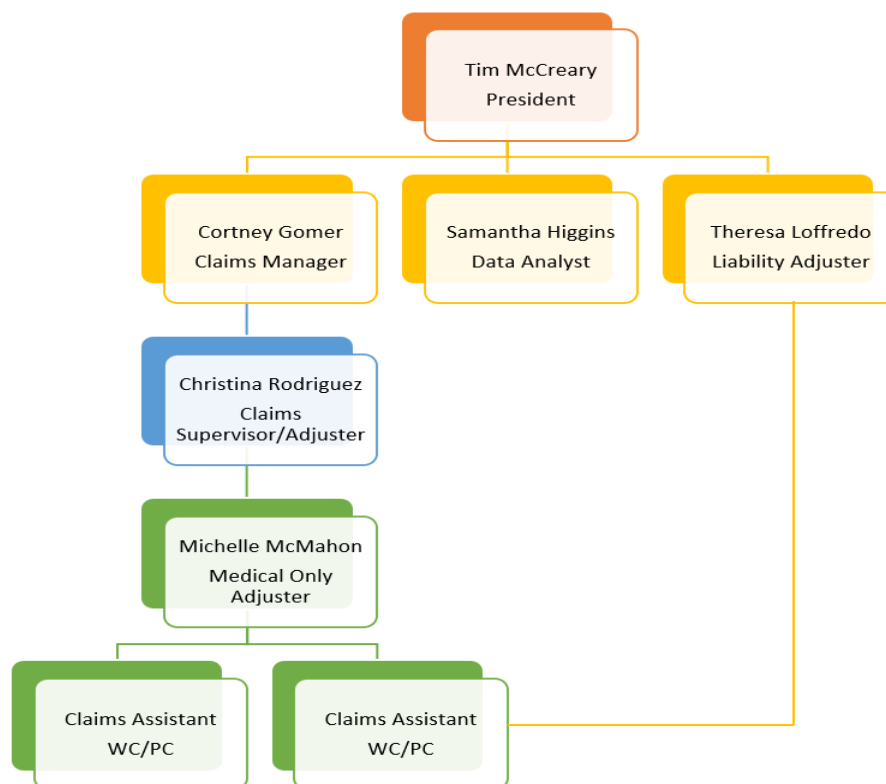 Tim McCreary
President
Cortney Gomer
Claims Manager
Samantha Higgins
Data Analyst
Theresa Loffredo
Liability Adjuster
Christina Rodriguez
Claims
Supervisor/Adjuster
Michelle McMahon
Medical Only
Adjuster
Claims Assistant
WC/PC
Claims Assistant
WC/PC